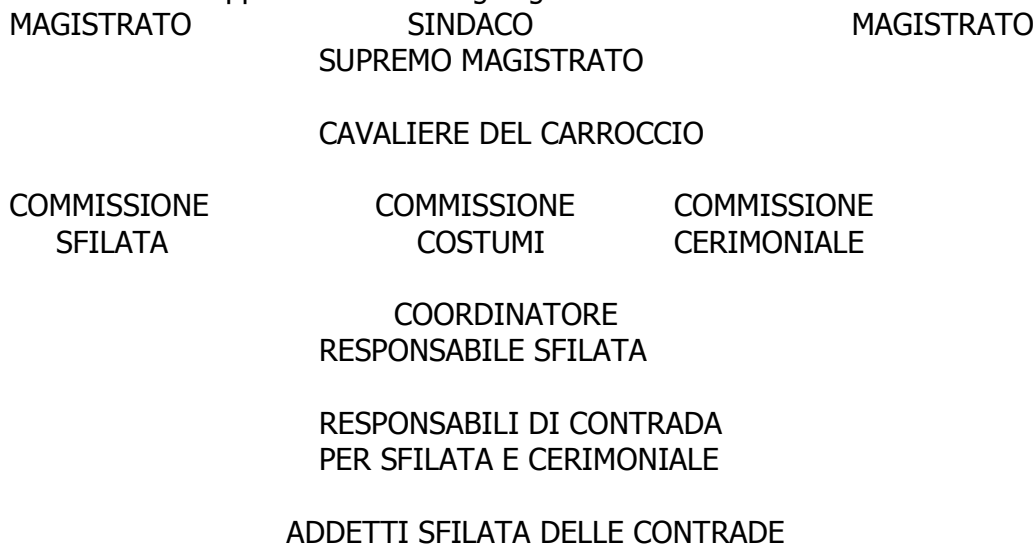 MAGISTRATO SINDACO MAGISTRATO
SUPREMO MAGISTRATO
CAVALIERE DEL CARROCCIO
COMMISSIONE COMMISSIONE COMMISSIONE
SFILATA COSTUMI CERIMONIALE
COORDINATORE
RESPONSABILE SFILATA
RESPONSABILI DI CONTRADA
PER SFILATA E CERIMONIALE
ADDETTI SFILATA DELLE CONTRADE